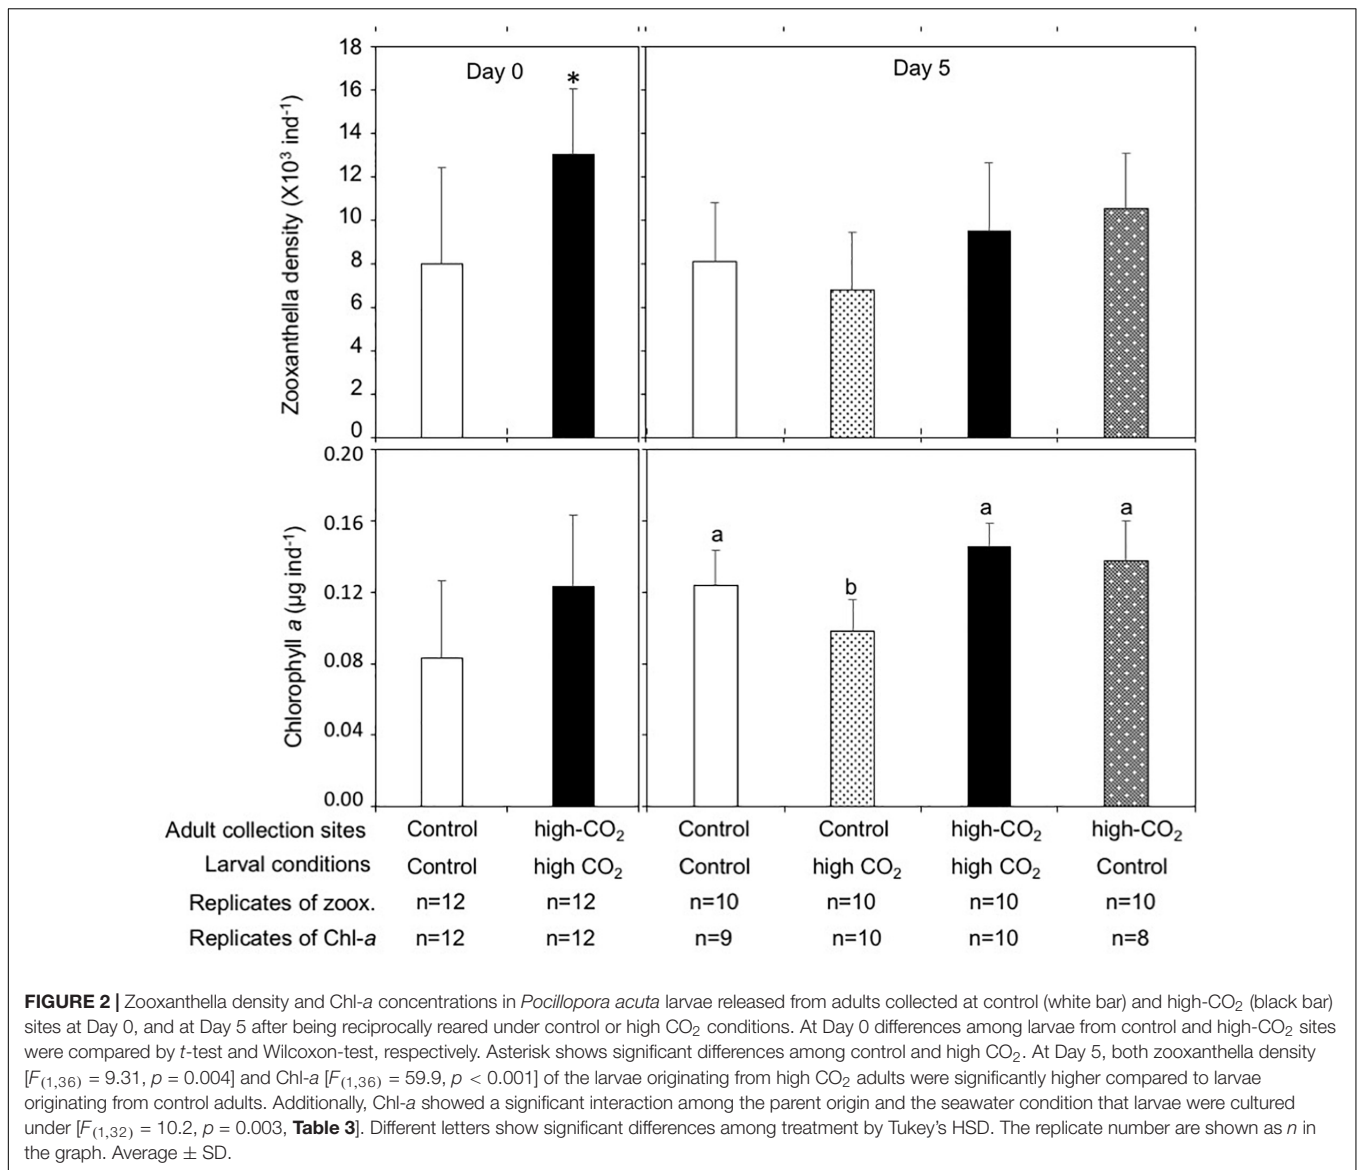 Day 0
Day 5
*
Zooxanthella density (X10³ ind⁻¹)
18
16
14
12
10
8
6
4
2
0
Chlorophyll a (µg ind⁻¹)
0.20
0.16
0.12
0.08
0.04
0.00
a
b
a
a
Adult collection sites Control high-CO₂ Control Control high-CO₂ high-CO₂
Larval conditions Control high CO₂ Control high CO₂ high CO₂ Control
Replicates of zoox. n=12 n=12 n=10 n=10 n=10 n=10
Replicates of Chl-a n=12 n=12 n=9 n=10 n=10 n=8
FIGURE 2 | Zooxanthella density and Chl-a concentrations in Pocillopora acuta larvae released from adults collected at control (white bar) and high-CO₂ (black bar)
sites at Day 0, and at Day 5 after being reciprocally reared under control or high CO₂ conditions. At Day 0 differences among larvae from control and high-CO₂ sites
were compared by t-test and Wilcoxon-test, respectively. Asterisk shows significant differences among control and high CO₂. At Day 5, both zooxanthella density
[F₍₁,₃₆₎ = 9.31, p = 0.004] and Chl-a [F₍₁,₃₆₎ = 59.9, p < 0.001] of the larvae originating from high CO₂ adults were significantly higher compared to larvae
originating from control adults. Additionally, Chl-a showed a significant interaction among the parent origin and the seawater condition that larvae were cultured
under [F₍₁,₃₂₎ = 10.2, p = 0.003, Table 3]. Different letters show significant differences among treatment by Tukey's HSD. The replicate number are shown as n in
the graph. Average ± SD.